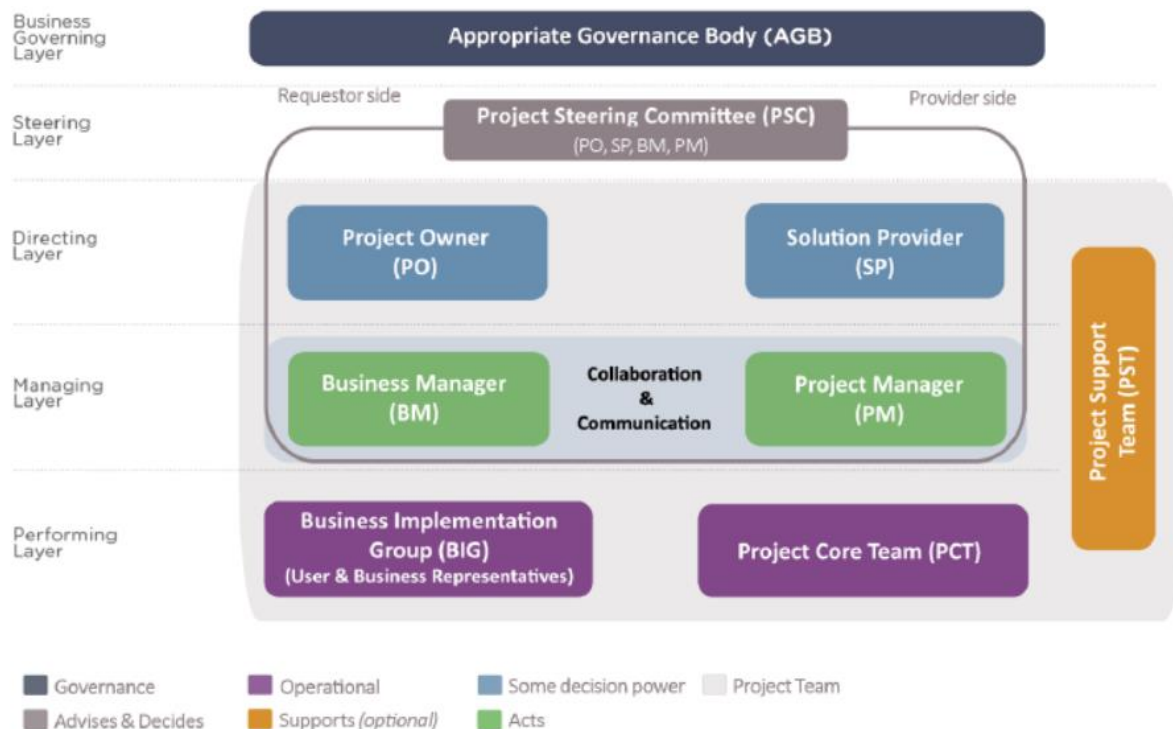 Business
Governing
Layer
Appropriate Governance Body (AGB)
Requestor side
Provider side
Steering
Layer
Project Steering Committee (PSC)
(PO, SP, BM, PM)
Directing
Layer
Project Owner
(PO)
Solution Provider
(SP)
Managing
Layer
Business Manager
(BM)
Collaboration
&
Communication
Project Manager
(PM)
Project Support
Team (PST)
Performing
Layer
Business Implementation
Group (BIG)
(User & Business Representatives)
Project Core Team (PCT)
Governance
Operational
Some decision power
Project Team
Advises & Decides
Supports (optional)
Acts